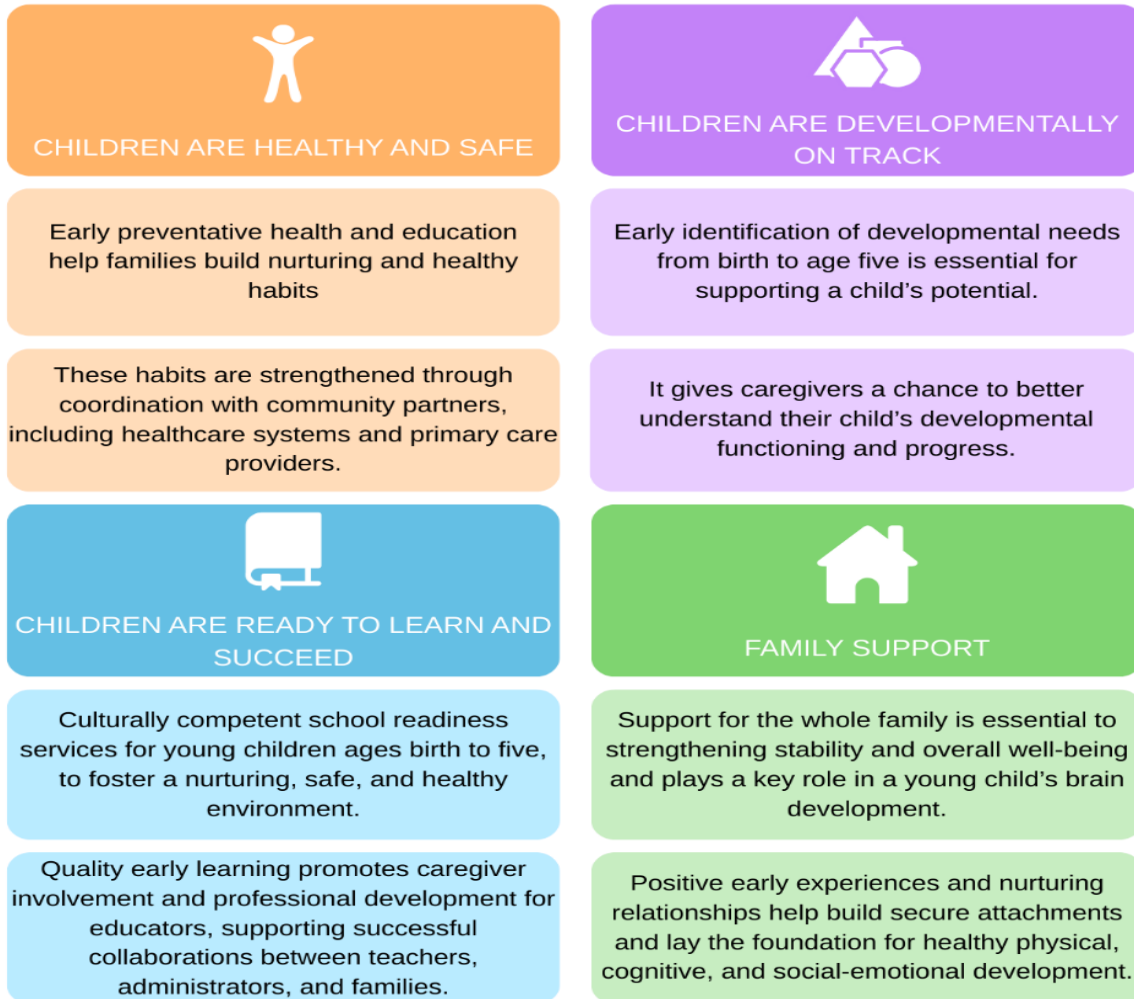 CHILDREN ARE HEALTHY AND SAFE
Early preventative health and education
help families build nurturing and healthy
habits
These habits are strengthened through
coordination with community partners,
including healthcare systems and primary care
providers.
CHILDREN ARE DEVELOPMENTALLY
ON TRACK
Early identification of developmental needs
from birth to age five is essential for
supporting a child’s potential.
It gives caregivers a chance to better
understand their child’s developmental
functioning and progress.
CHILDREN ARE READY TO LEARN AND
SUCCEED
Culturally competent school readiness
services for young children ages birth to five,
to foster a nurturing, safe, and healthy
environment.
Quality early learning promotes caregiver
involvement and professional development for
educators, supporting successful
collaborations between teachers,
administrators, and families.
FAMILY SUPPORT
Support for the whole family is essential to
strengthening stability and overall well-being
and plays a key role in a young child’s brain
development.
Positive early experiences and nurturing
relationships help build secure attachments
and lay the foundation for healthy physical,
cognitive, and social-emotional development.